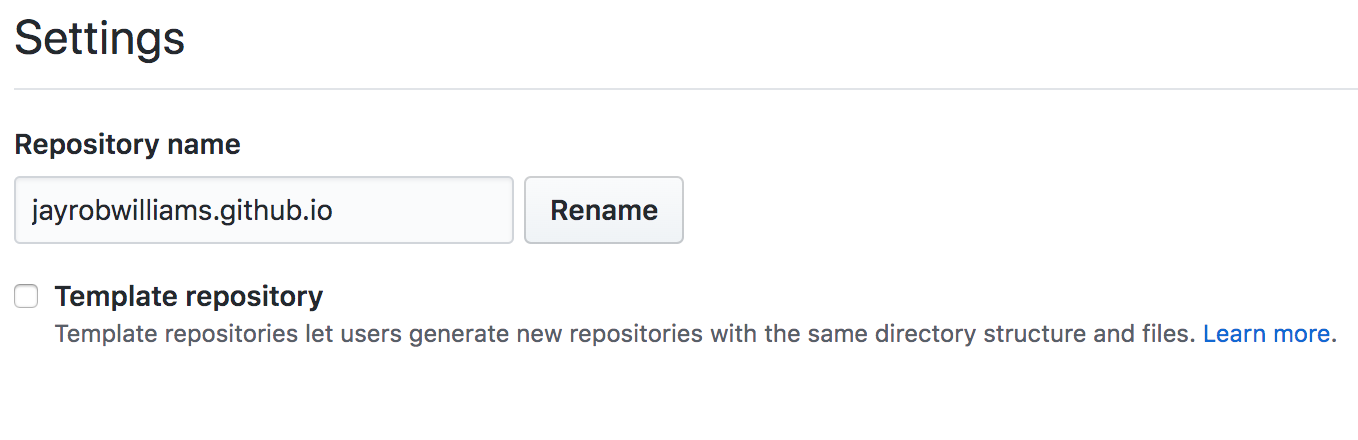 Settings
Repository name
jayrobwilliams.github.io
Rename
Template repository
Template repositories let users generate new repositories with the same directory structure and files. Learn more.